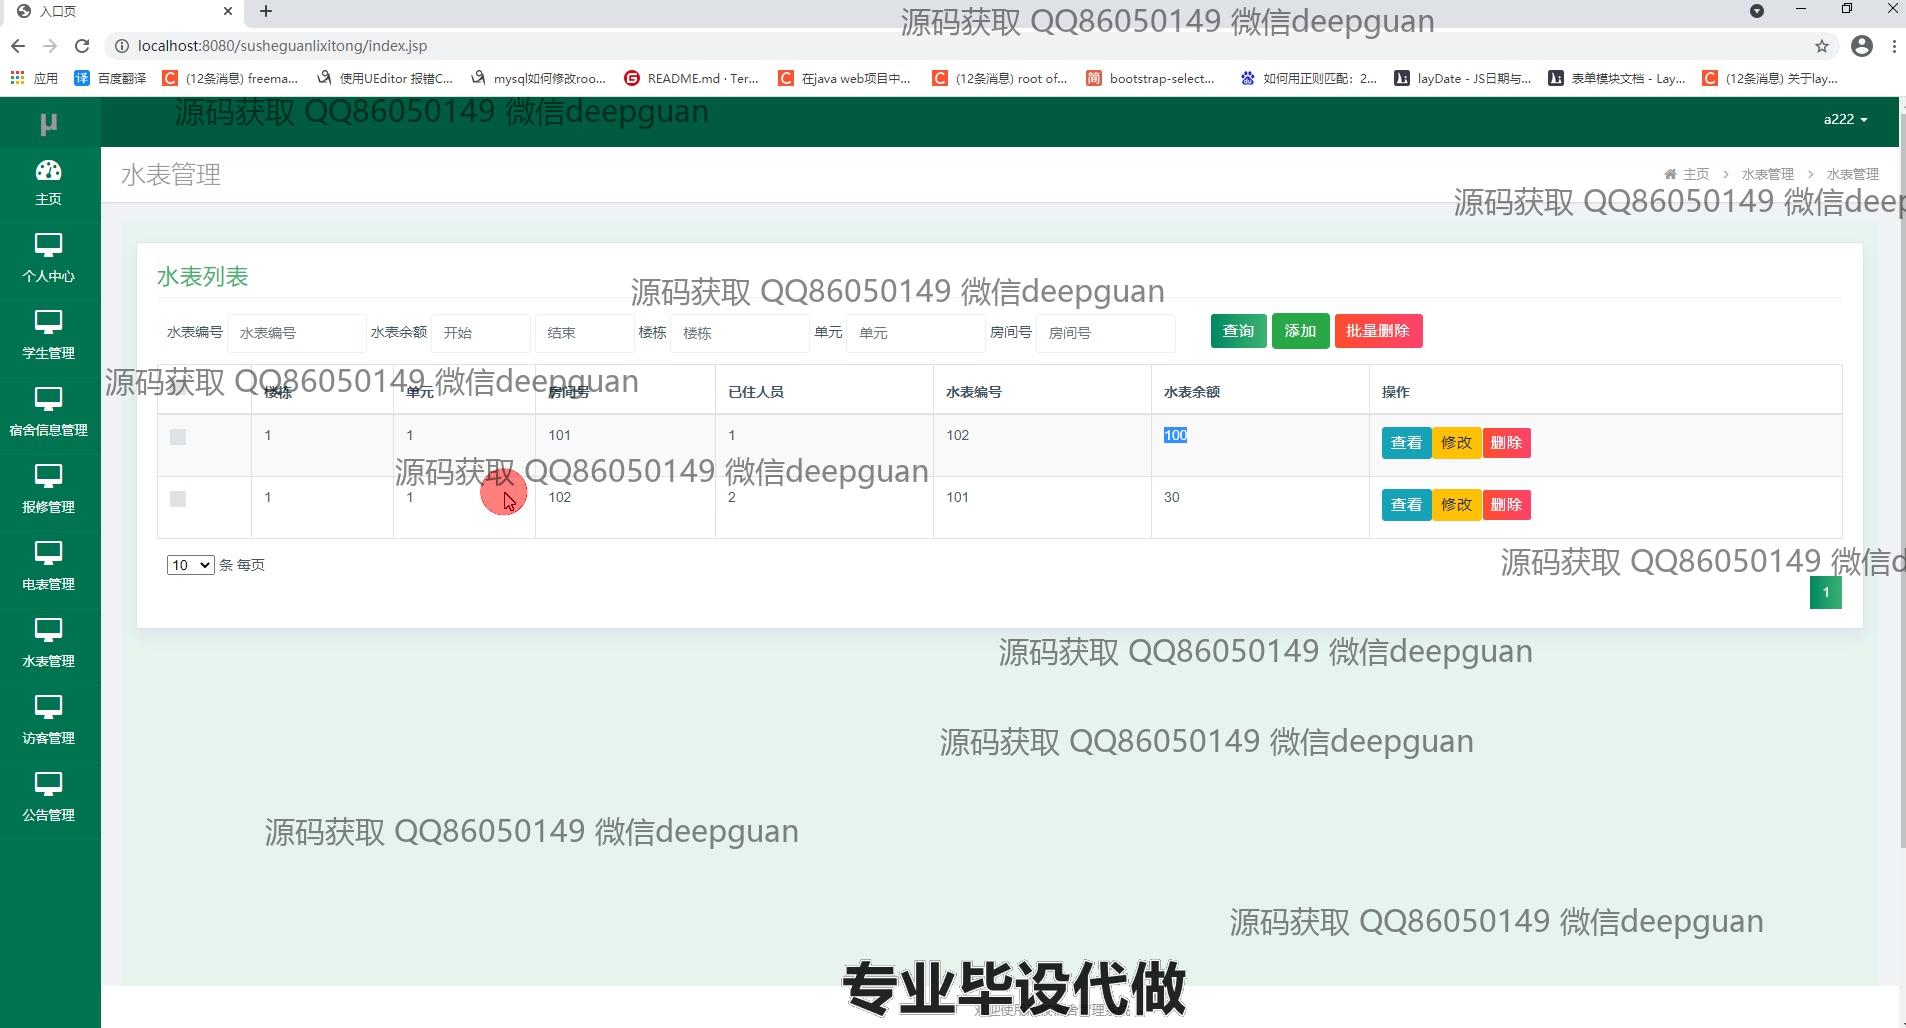 入口页
源码获取 QQ86050149 微信deepguan
localhost:8080/susheguanlixitong/index.jsp
应用 百度翻译 (12条消息) freema... 使用UEditor 报错C... mysql如何修改roo... README.md · Ter... 在java web项目中... (12条消息) root of... bootstrap-select... 如何用正则匹配：2... layDate - JS日期与... 表单模块文档 - Lay... (12条消息) 关于lay...
源码获取 QQ86050149 微信deepguan
μ
a222
主页
水表管理
主页 > 水表管理 > 水表管理
源码获取 QQ86050149 微信deep
个人中心
水表列表
源码获取 QQ86050149 微信deepguan
水表编号 水表编号 水表余额 开始 结束 楼栋 楼栋 单元 单元 房间号 房间号 查询 添加 批量删除
学生管理
源码获取 QQ86050149 微信deepguan
楼栋 单元 房间号 已住人员 水表编号 水表余额 操作
宿舍信息管理
1 1 101 1 102 100 查看 修改 删除
源码获取 QQ86050149 微信deepguan
报修管理
1 1 102 2 101 30 查看 修改 删除
10 条 每页
源码获取 QQ86050149 微信d
电表管理
1
源码获取 QQ86050149 微信deepguan
水表管理
访客管理
源码获取 QQ86050149 微信deepguan
公告管理
源码获取 QQ86050149 微信deepguan
源码获取 QQ86050149 微信deepguan
专业毕设代做